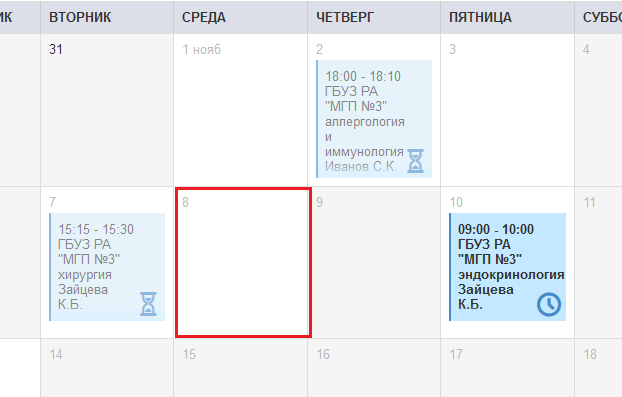 ИК ВТОРНИК СРЕДА ЧЕТВЕРГ ПЯТНИЦА СУББО
31 1 нояб 2 3 4
18:00 - 18:10
ГБУЗ РА
"МГП №3"
аллергология
и
иммунология
Иванов С.К.
7 8 9 10 11
15:15 - 15:30
ГБУЗ РА
"МГП №3"
хирургия
Зайцева
К.Б.
09:00 - 10:00
ГБУЗ РА
"МГП №3"
эндокринология
Зайцева
К.Б.
14 15 16 17 18